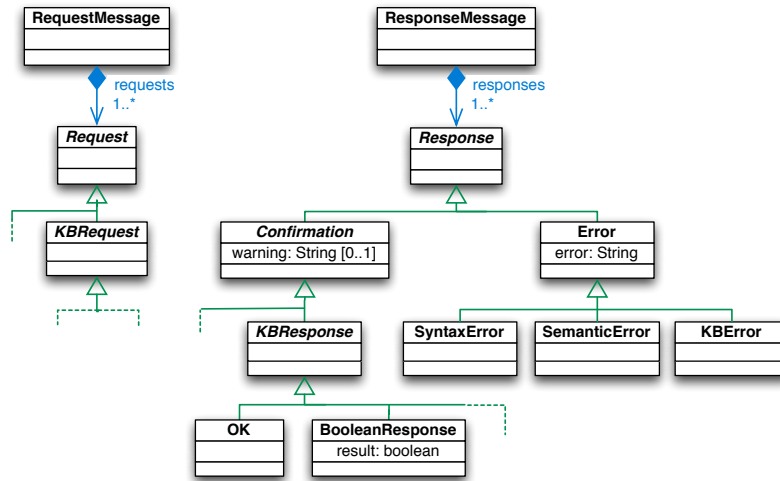 RequestMessage
ResponseMessage
requests
1..*
responses
1..*
Request
Response
KBRequest
Confirmation
warning: String [0..1]
Error
error: String
KBResponse
SyntaxError
SemanticError
KBError
OK
BooleanResponse
result: boolean